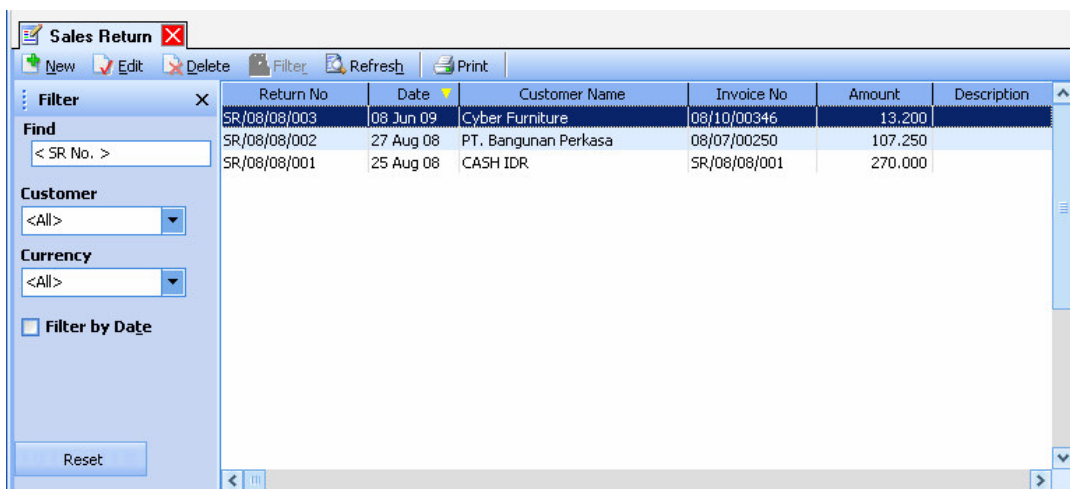 Sales Return
New Edit Delete Filter Refresh Print
Filter
Find
< SR No. >
Customer
<All>
Currency
<All>
Filter by Date
Reset
Return No Date Customer Name Invoice No Amount Description
SR/08/08/003 08 Jun 09 Cyber Furniture 08/10/00346 13.200
SR/08/08/002 27 Aug 08 PT. Bangunan Perkasa 08/07/00250 107.250
SR/08/08/001 25 Aug 08 CASH IDR SR/08/08/001 270.000